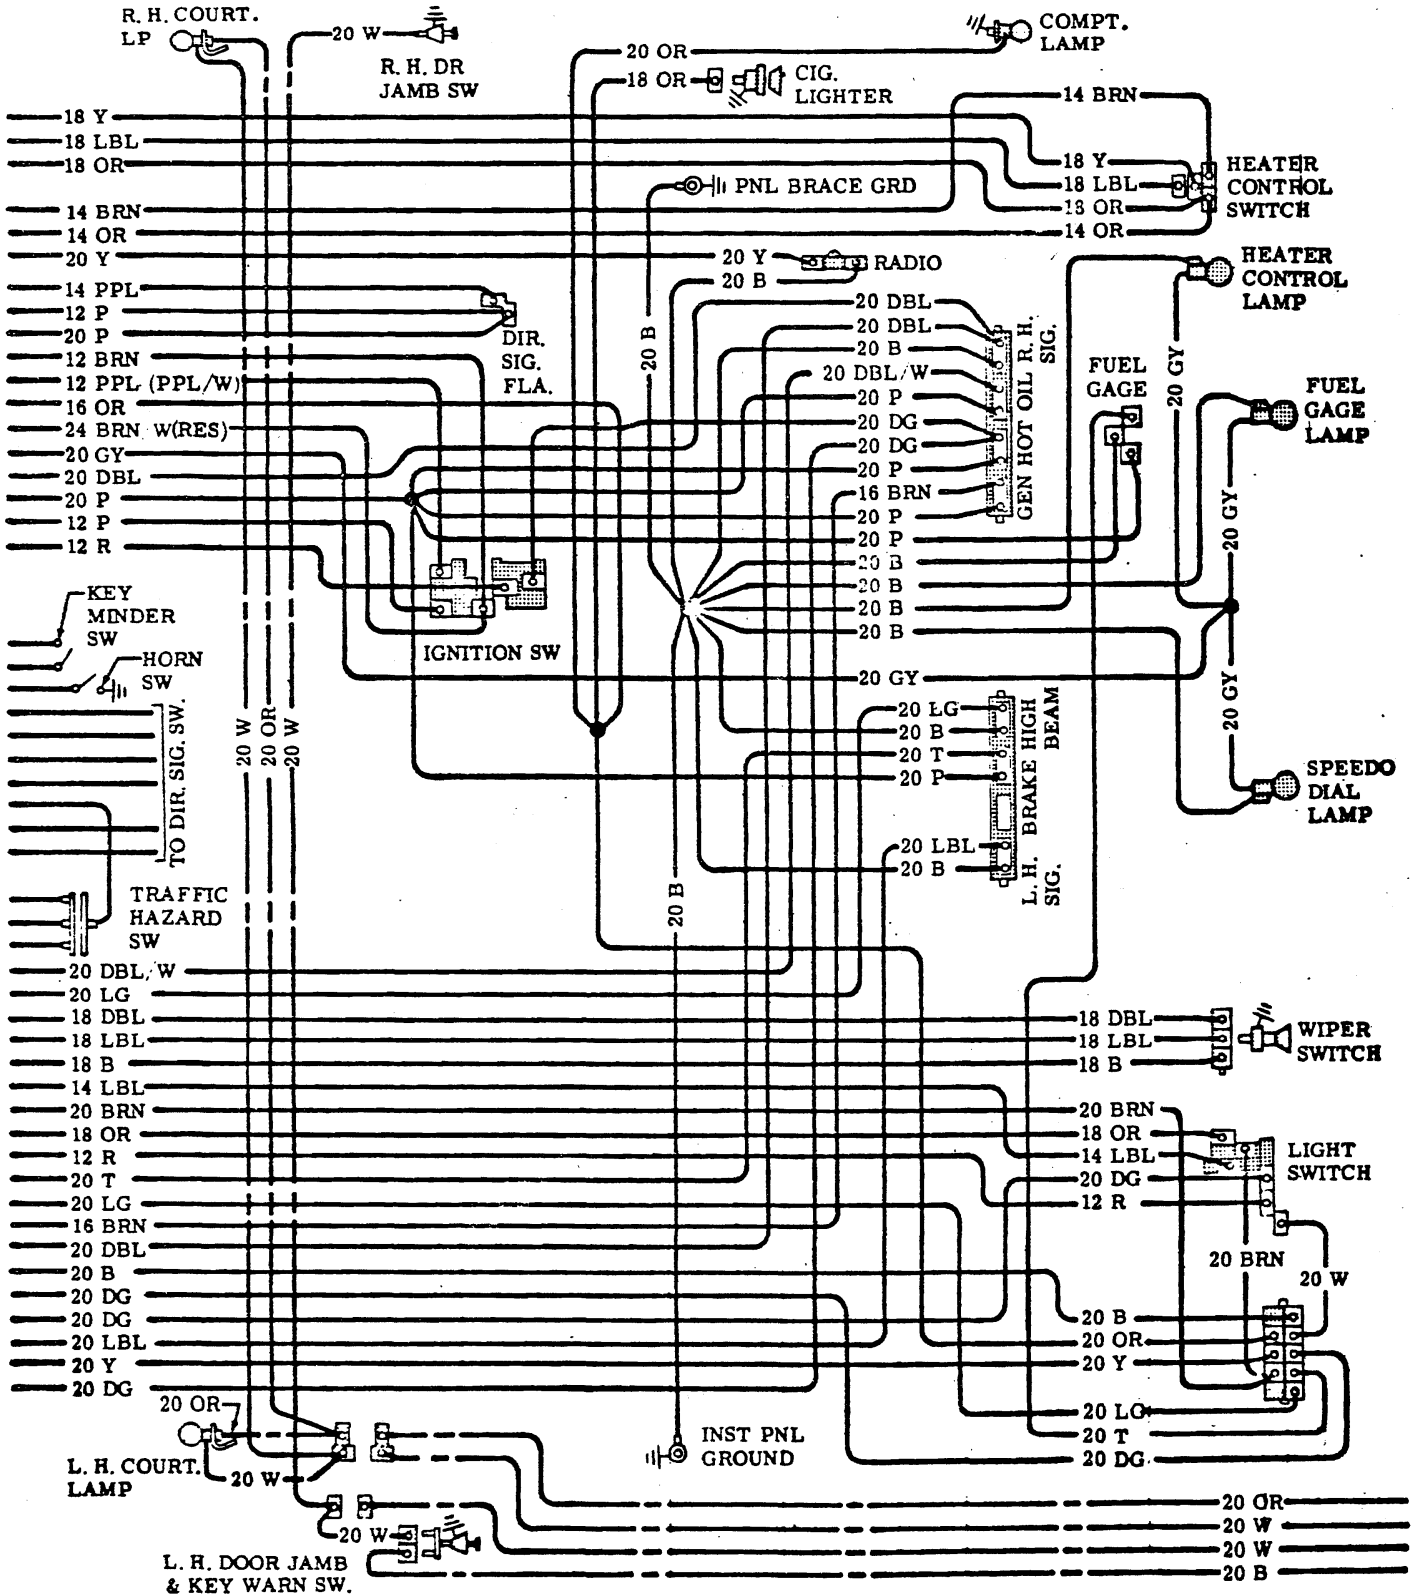 R. H. COURT.
LP
20 W
R. H. DR
JAMB SW
20 OR
18 OR
CIG.
LIGHTER
COMPT.
LAMP
14 BRN
18 Y
18 LBL
18 OR
18 Y
18 LBL
18 OR
14 OR
HEATER
CONTROL
SWITCH
PNL BRACE GRD
14 BRN
14 OR
20 Y
20 Y
20 B
RADIO
HEATER
CONTROL
LAMP
14 PPL
12 P
20 P
DIR.
SIG.
FLA.
12 BRN
12 PPL (PPL/W)
16 OR
24 BRN W(RES)
20 GY
20 DBL
20 P
12 P
12 R
20 B
20 DBL
20 DBL
20 B
20 DBL/W
20 P
20 DG
20 DG
20 P
16 BRN
20 P
20 P
20 B
20 B
20 B
20 B
20 GY
GEN HOT OIL R. H.
SIG.
FUEL
GAGE
20 GY
FUEL
GAGE
LAMP
20 GY
20 GY
KEY
MINDER
SW
HORN
SW
IGNITION SW
TO DIR. SIG. SW.
20 W
20 OR
20 W
20 LG
20 B
20 T
20 P
20 LBL
20 B
L. H. BRAKE HIGH
SIG. BEAM
SPEEDO
DIAL
LAMP
TRAFFIC
HAZARD
SW
20 B
20 DBL/W
20 LG
18 DBL
18 LBL
18 B
14 LBL
20 BRN
18 OR
12 R
20 T
20 LG
16 BRN
20 DBL
20 B
20 DG
20 DG
20 LBL
20 Y
20 DG
18 DBL
18 LBL
18 B
WIPER
SWITCH
20 BRN
18 OR
14 LBL
20 DG
12 R
LIGHT
SWITCH
20 BRN
20 W
20 B
20 OR
20 Y
20 LG
20 T
20 DG
20 OR
L. H. COURT.
LAMP
20 W
INST PNL
GROUND
20 W
L. H. DOOR JAMB
& KEY WARN SW.
20 OR
20 W
20 W
20 B